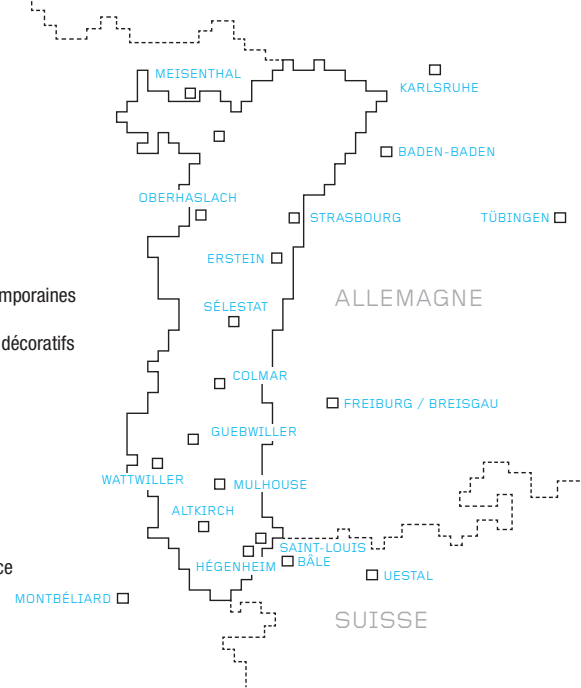 MEISENTHAL
KARLSRUHE
BADEN-BADEN
OBERHASLACH
STRASBOURG
TÜBINGEN
ERSTEIN
mporaines
ALLEMAGNE
SÉLESTAT
décoratifs
COLMAR
FREIBURG / BREISGAU
GUEBWILLER
WATTWILLER
MULHOUSE
ALTKIRCH
SAINT-LOUIS
BÂLE
HÉGENHEIM
ce
UESTAL
MONTBÉLIARD
SUISSE